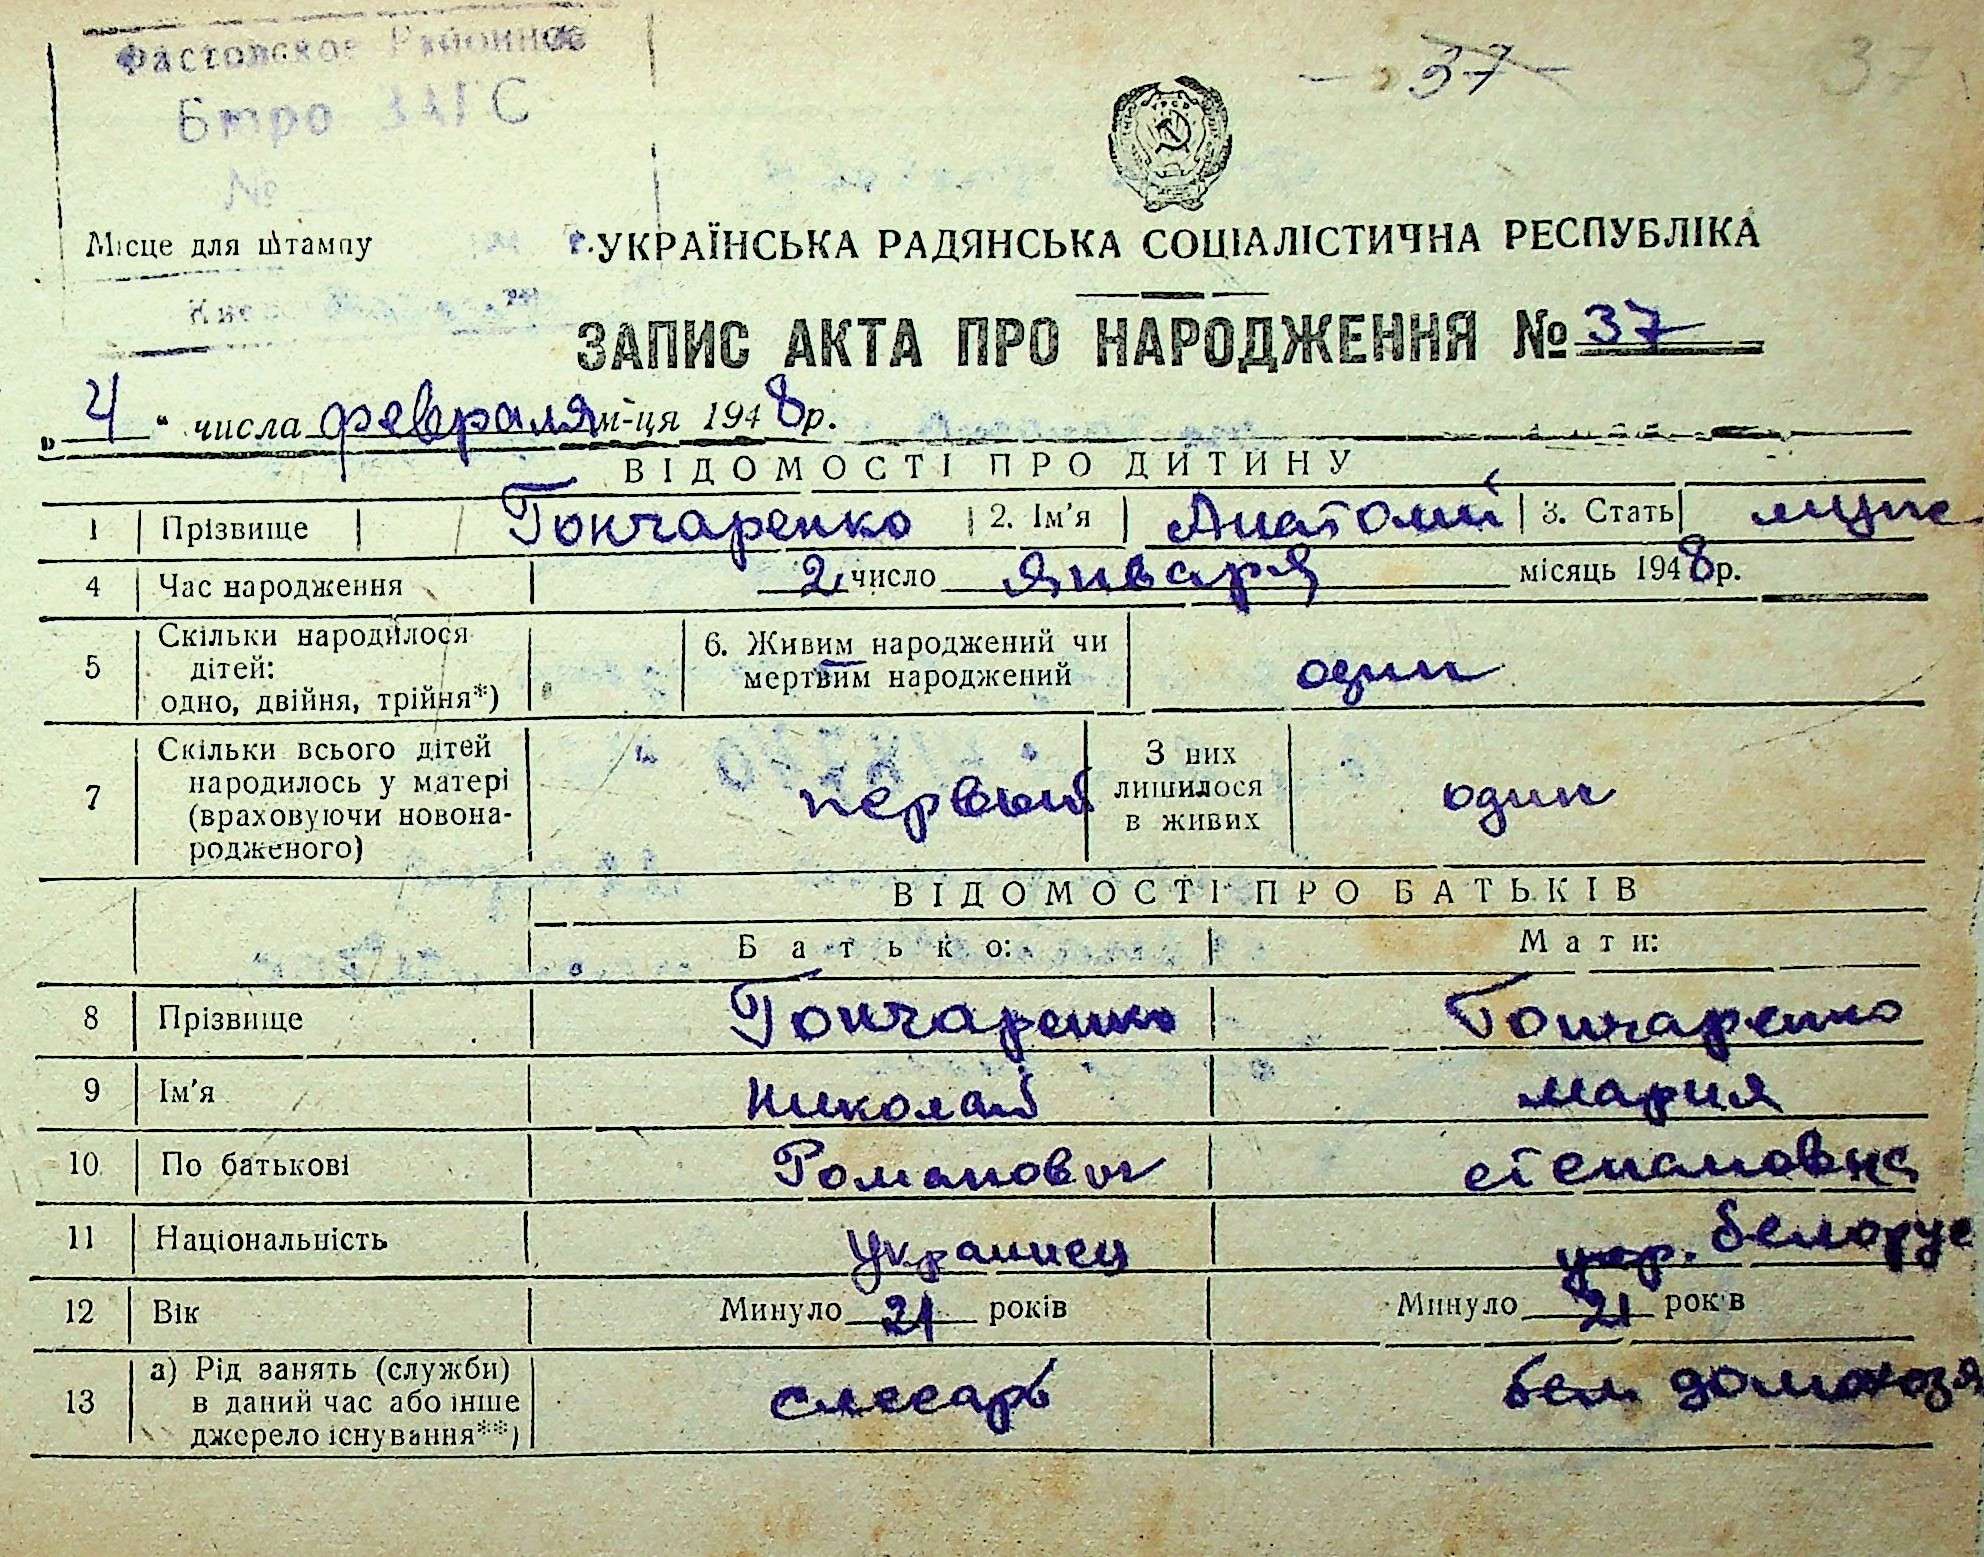 Фастовское Районное
37 37
Бюро ЗАГС
№
Місце для штампу
УКРАЇНСЬКА РАДЯНСЬКА СОЦІАЛІСТИЧНА РЕСПУБЛІКА
ЗАПИС АКТА ПРО НАРОДЖЕННЯ № 37
„4“ числа февраля м-ця 1948р.
ВІДОМОСТІ ПРО ДИТИНУ
1 Прізвище Гончаренко 2. Ім'я Анатолий 3. Стать муж
4 Час народження 2 число января місяць 1948р.
5 Скільки народилося дітей: одно, двійня, трійня*) 6. Живим народжений чи мертвим народжений один
7 Скільки всього дітей народилось у матері (враховуючи новонародженого) первый З них лишилося в живих один
ВІДОМОСТІ ПРО БАТЬКІВ
Батько: Мати:
8 Прізвище Гончаренко Гончаренко
9 Ім'я Николай Мария
10 По батькові Романович Степановна
11 Національність Украинец укр. белорус
12 Вік Минуло 21 років Минуло 21 років
13 а) Рід занять (служби) в даний час або інше джерело існування**) слесарь домохозя